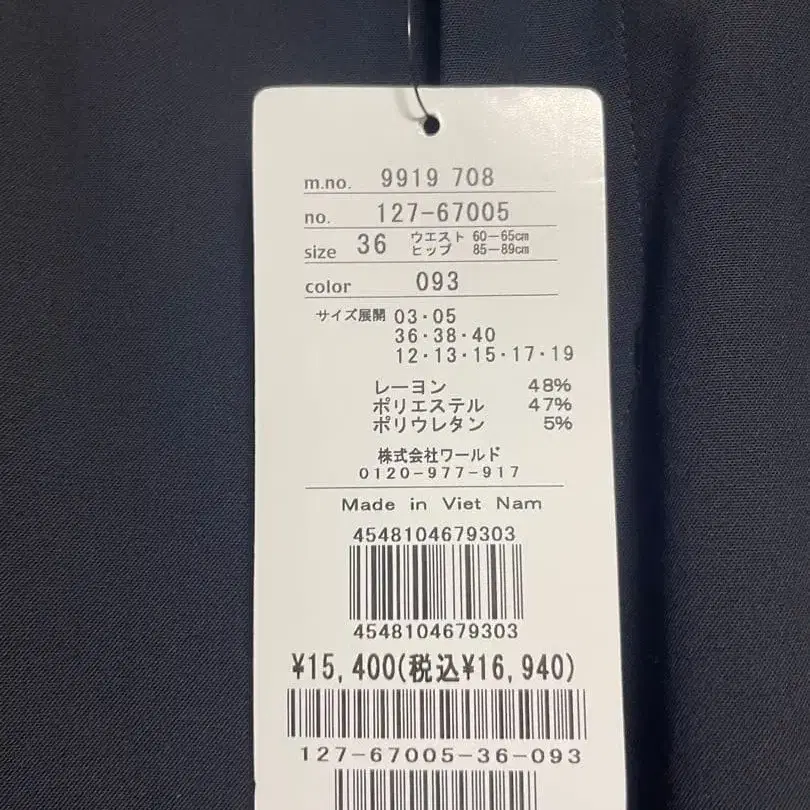 m.no. 9919 708
no. 127-67005
size 36 ウエスト 60-65㎝
ヒップ 85-89㎝
color 093
サイズ展開 03・05
36・38・40
12・13・15・17・19
レーヨン 48%
ポリエステル 47%
ポリウレタン 5%
株式会社ワールド
0120-977-917
Made in Viet Nam
4548104679303
4548104679303
¥15,400(税込¥16,940)
127-67005-36-093